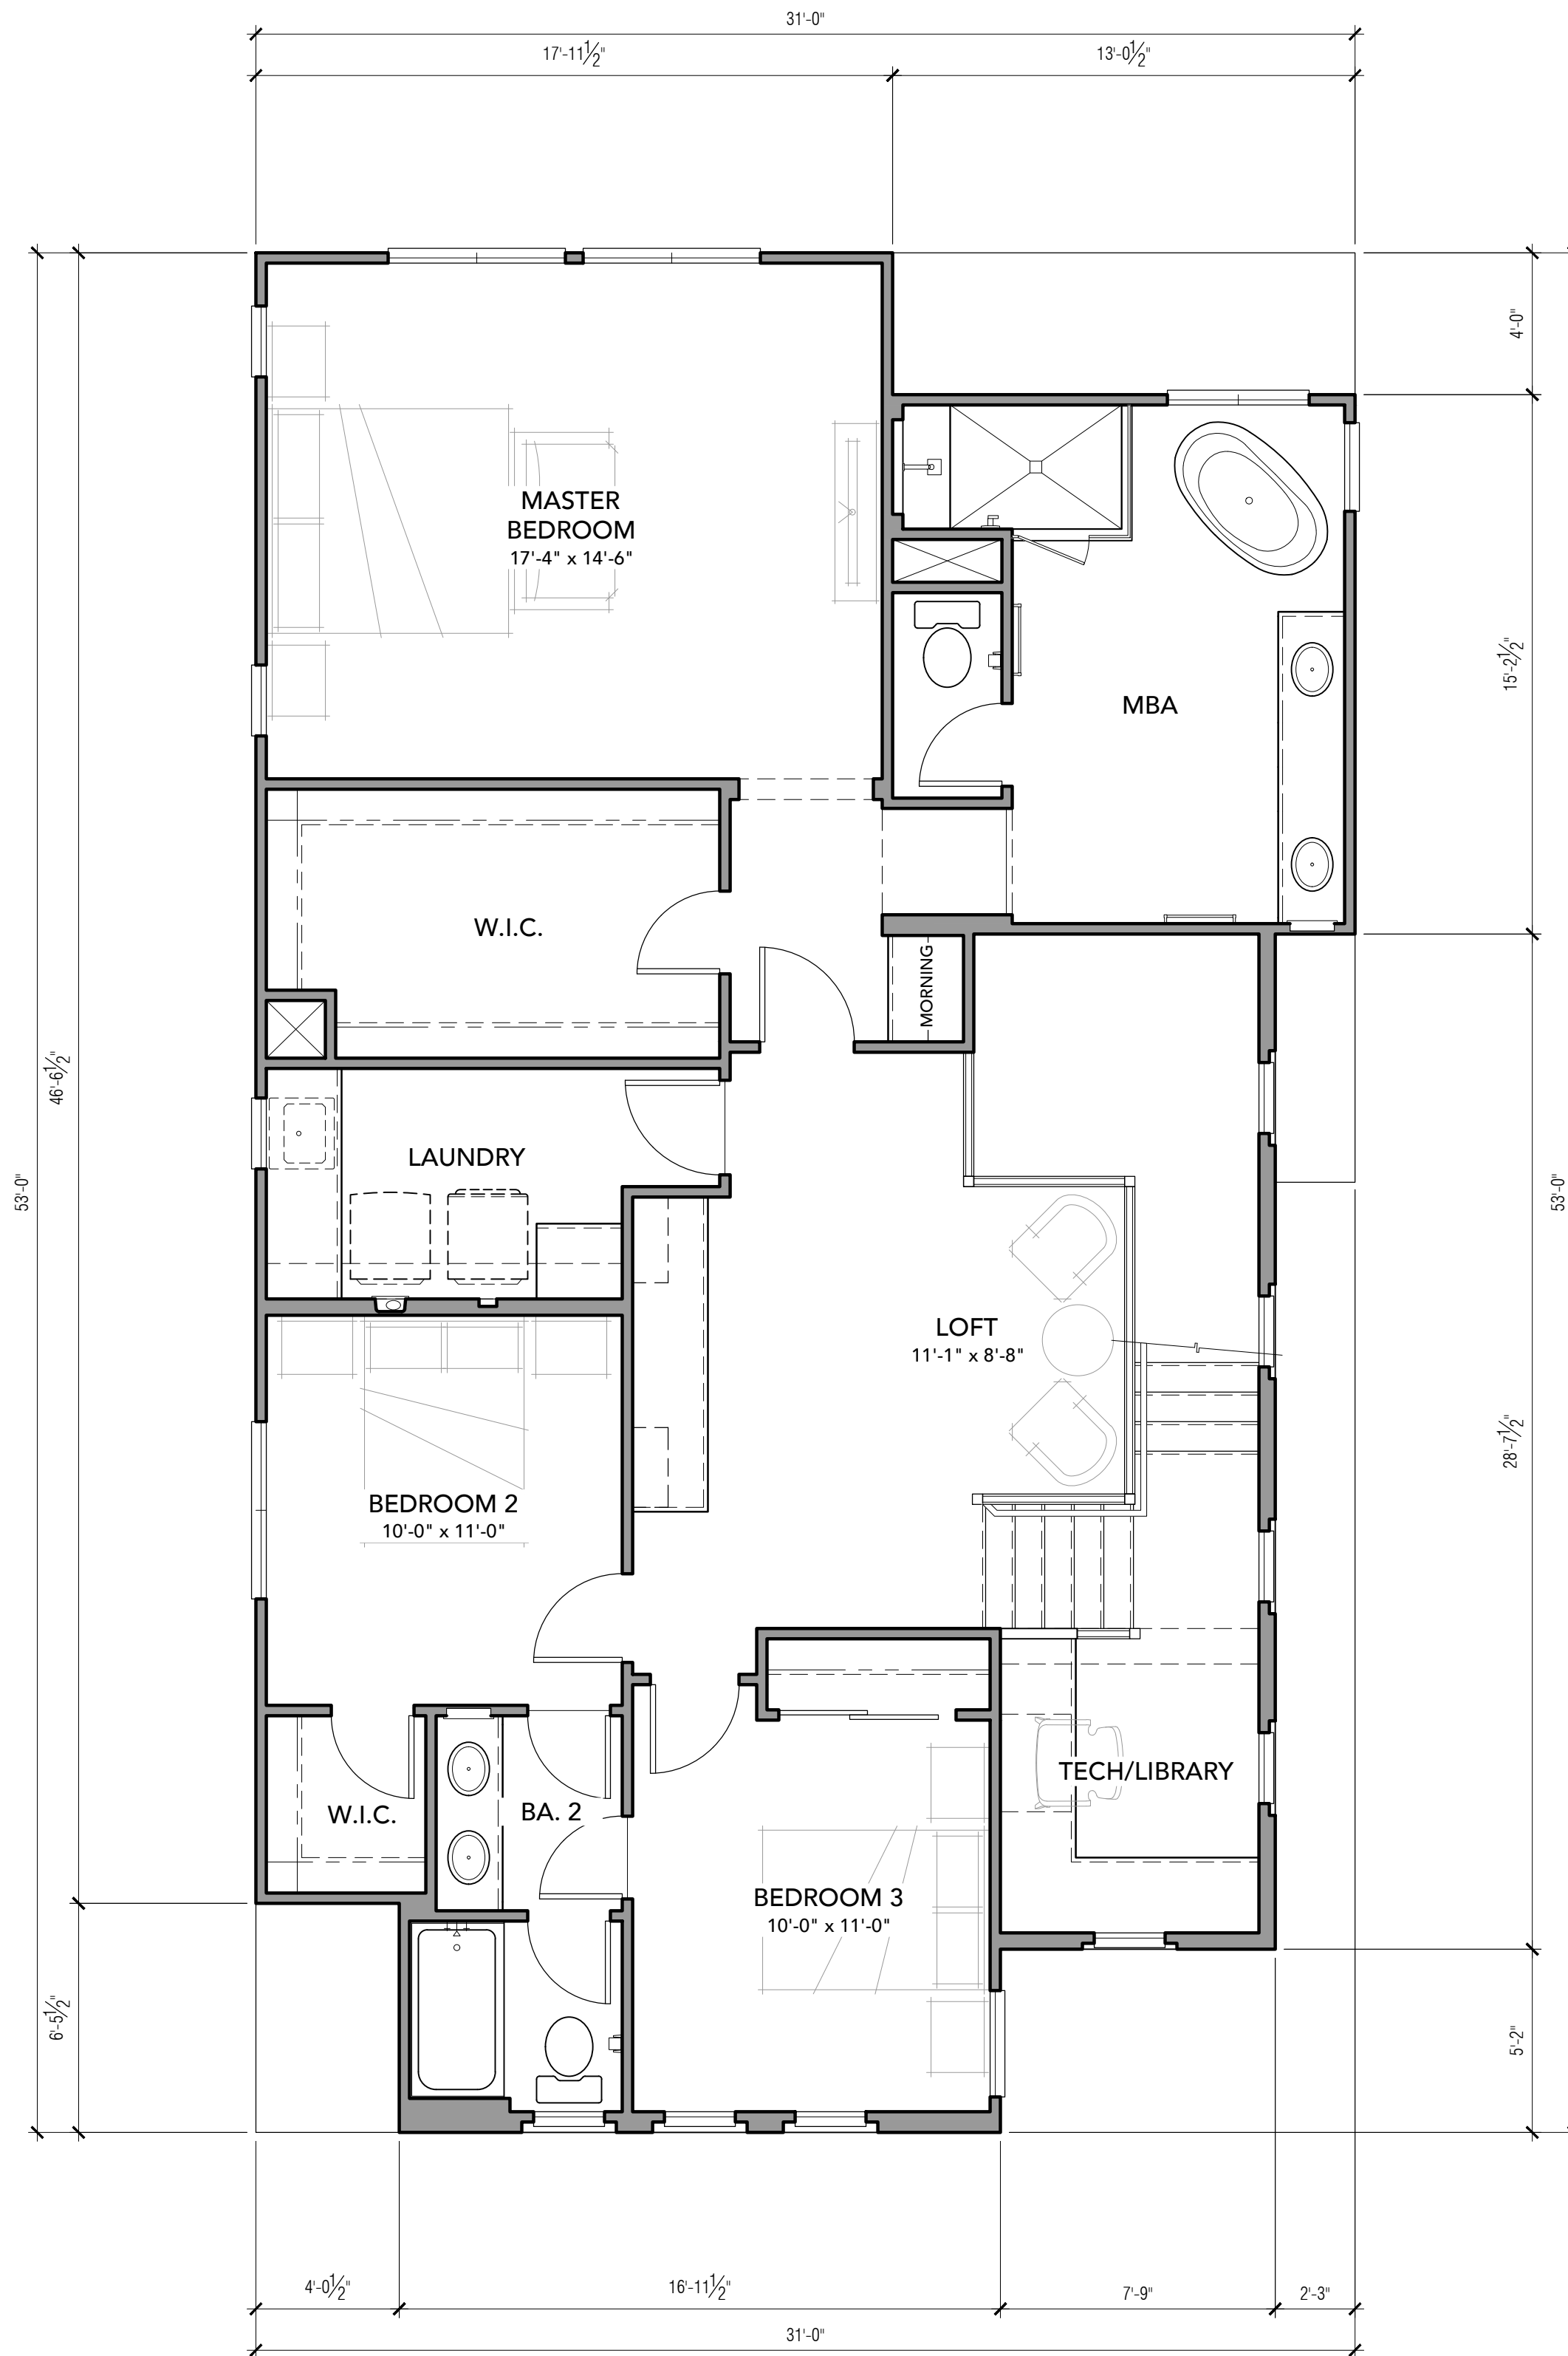 31'-0"
17'-11½"
13'-0½"
4'-0"
MASTER
BEDROOM
17'-4" x 14'-6"
15'-2½"
MBA
W.I.C.
MORNING
46'-6½"
53'-0"
LAUNDRY
53'-0"
LOFT
11'-1" x 8'-8"
28'-7½"
BEDROOM 2
10'-0" x 11'-0"
TECH/LIBRARY
W.I.C.
BA. 2
BEDROOM 3
10'-0" x 11'-0"
6'-5½"
5'-2"
4'-0½"
16'-11½"
7'-9"
2'-3"
31'-0"